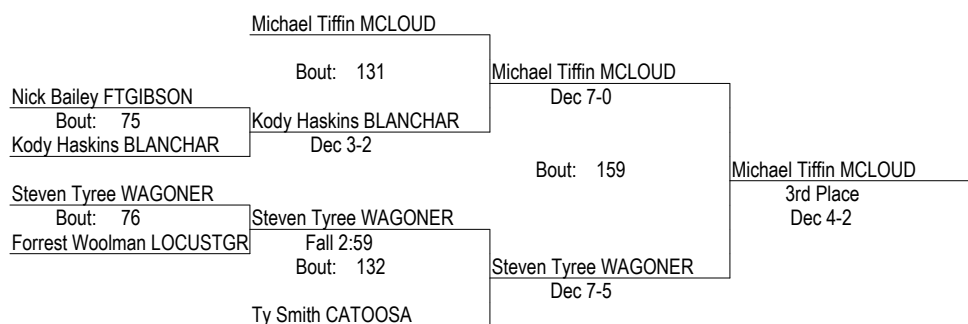 Michael Tiffin MCLOUD
Bout: 131
Michael Tiffin MCLOUD
Dec 7-0
Nick Bailey FTGIBSON
Bout: 75
Kody Haskins BLANCHAR
Kody Haskins BLANCHAR
Dec 3-2
Bout: 159
Michael Tiffin MCLOUD
3rd Place
Dec 4-2
Steven Tyree WAGONER
Bout: 76
Forrest Woolman LOCUSTGR
Steven Tyree WAGONER
Fall 2:59
Bout: 132
Steven Tyree WAGONER
Dec 7-5
Ty Smith CATOOSA